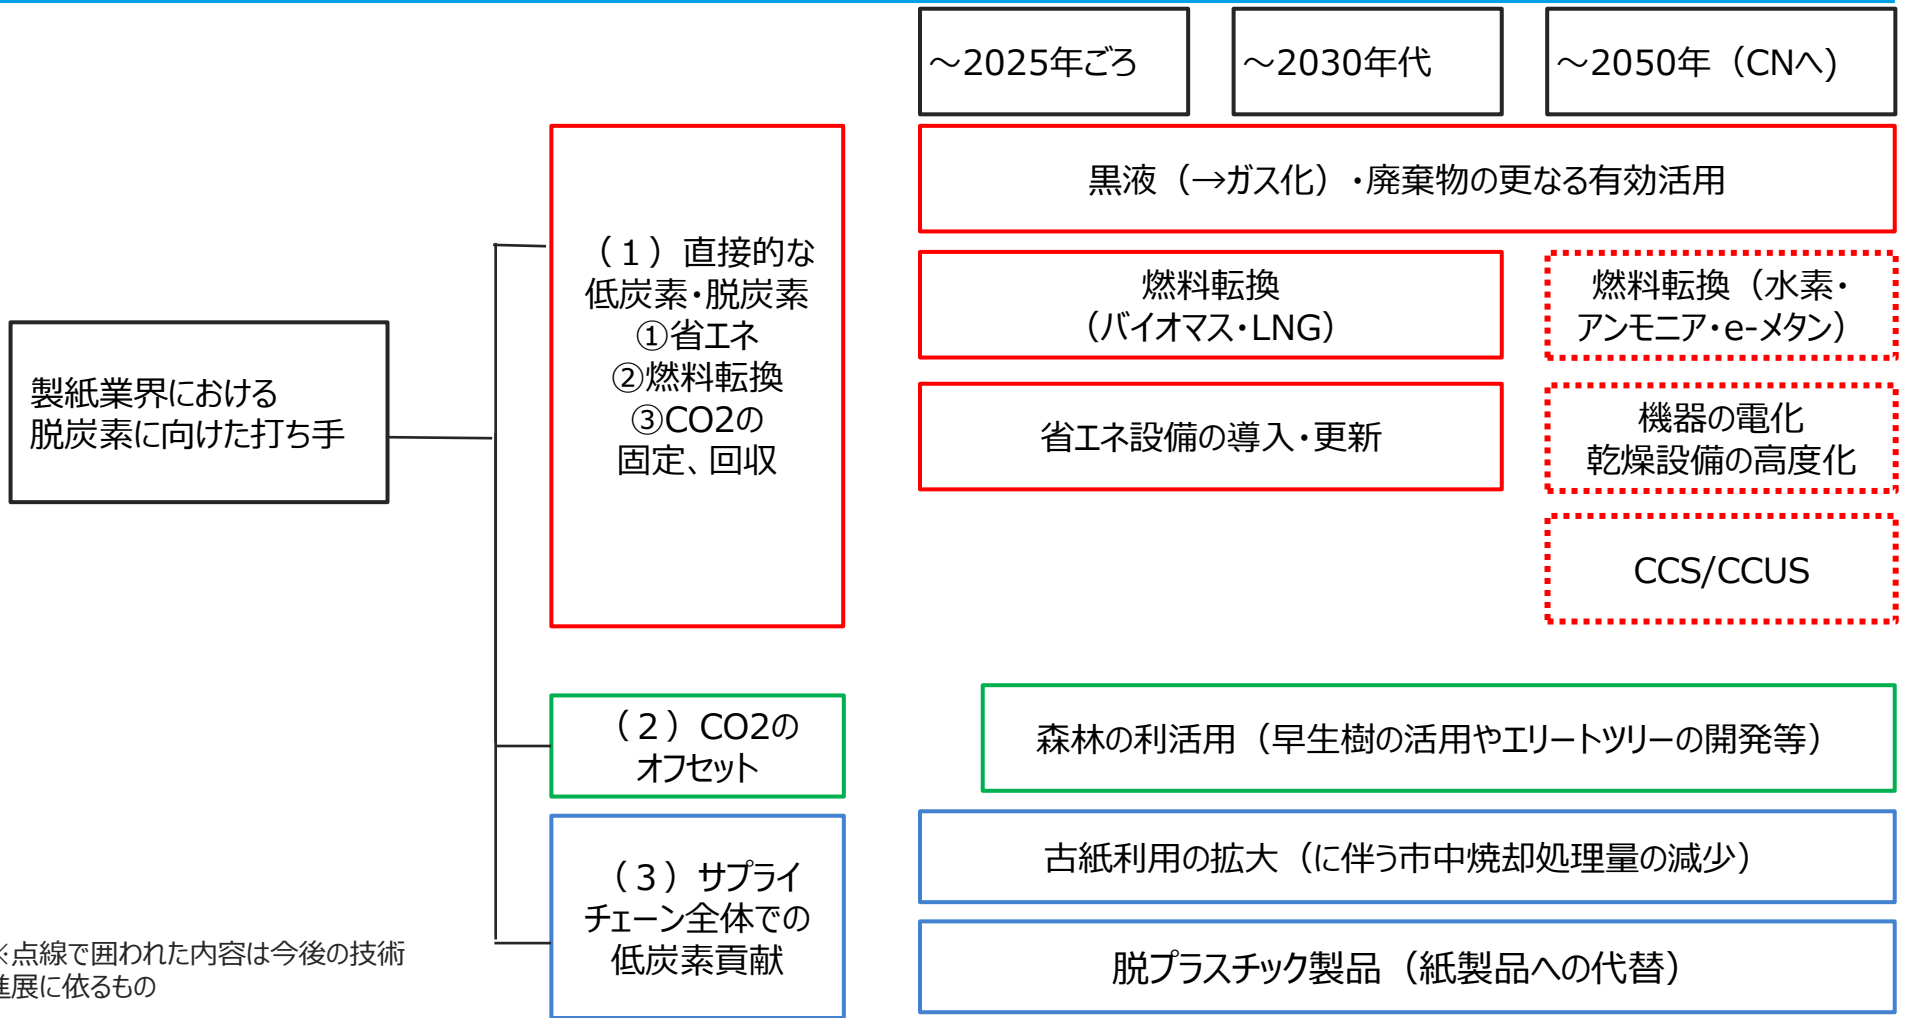 ～2025年ごろ
～2030年代
～2050年（CNへ)
製紙業界における
脱炭素に向けた打ち手
（１）直接的な
低炭素・脱炭素
①省エネ
②燃料転換
③CO2の
固定、回収
黒液（→ガス化）・廃棄物の更なる有効活用
燃料転換
（バイオマス・LNG）
燃料転換（水素・
アンモニア・e-メタン）
省エネ設備の導入・更新
機器の電化
乾燥設備の高度化
CCS/CCUS
（２）CO2の
オフセット
森林の利活用（早生樹の活用やエリートツリーの開発等）
（３）サプライ
チェーン全体での
低炭素貢献
古紙利用の拡大（に伴う市中焼却処理量の減少）
脱プラスチック製品（紙製品への代替）
※点線で囲われた内容は今後の技術
進展に依るもの